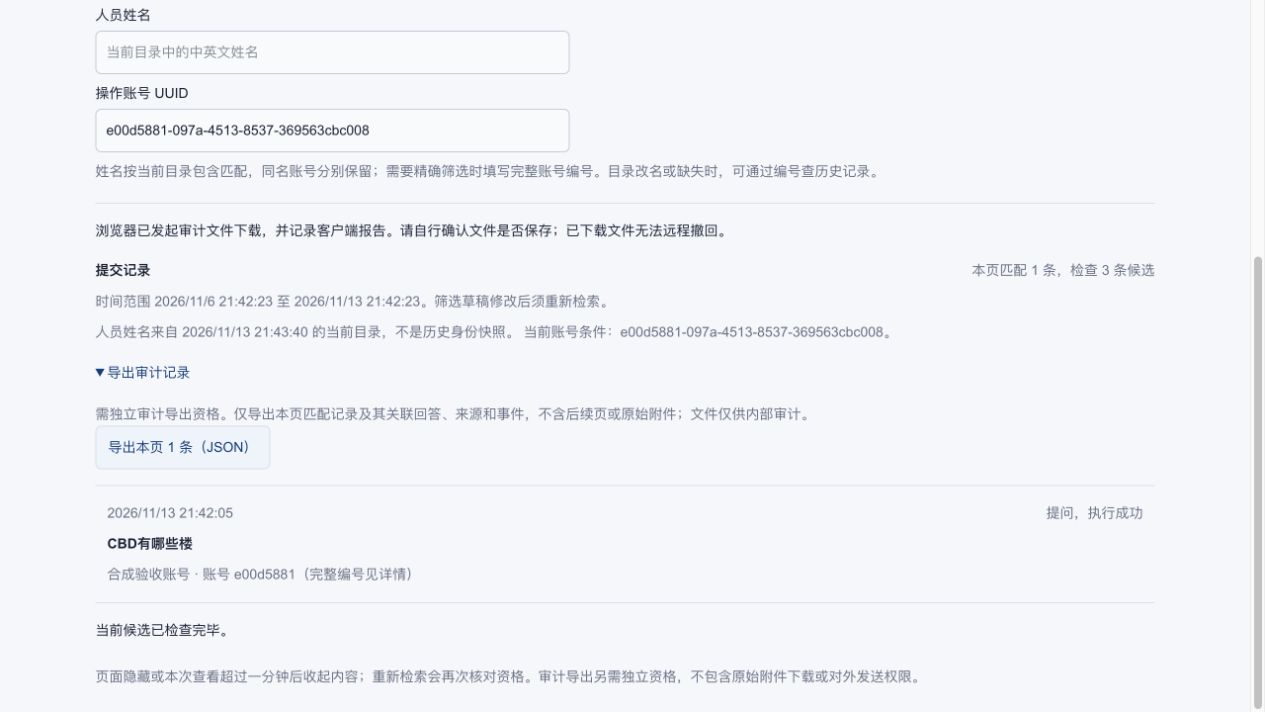 人员姓名
当前目录中的中英文姓名
操作账号 UUID
e00d5881-097a-4513-8537-369563cbc008
姓名按当前目录包含匹配，同名账号分别保留；需要精确筛选时填写完整账号编号。目录改名或缺失时，可通过编号查历史记录。
浏览器已发起审计文件下载，并记录客户端报告。请自行确认文件是否保存；已下载文件无法远程撤回。
提交记录
本页匹配 1 条，检查 3 条候选
时间范围 2026/11/6 21:42:23 至 2026/11/13 21:42:23。筛选草稿修改后须重新检索。
人员姓名来自 2026/11/13 21:43:40 的当前目录，不是历史身份快照。 当前账号条件：e00d5881-097a-4513-8537-369563cbc008。
▼导出审计记录
需独立审计导出资格。仅导出本页匹配记录及其关联回答、来源和事件，不含后续页或原始附件；文件仅供内部审计。
导出本页 1 条（JSON）
2026/11/13 21:42:05
提问，执行成功
CBD有哪些楼
合成验收账号 · 账号 e00d5881（完整编号见详情）
当前候选已检查完毕。
页面隐藏或本次查看超过一分钟后收起内容；重新检索会再次核对资格。审计导出另需独立资格，不包含原始附件下载或对外发送权限。